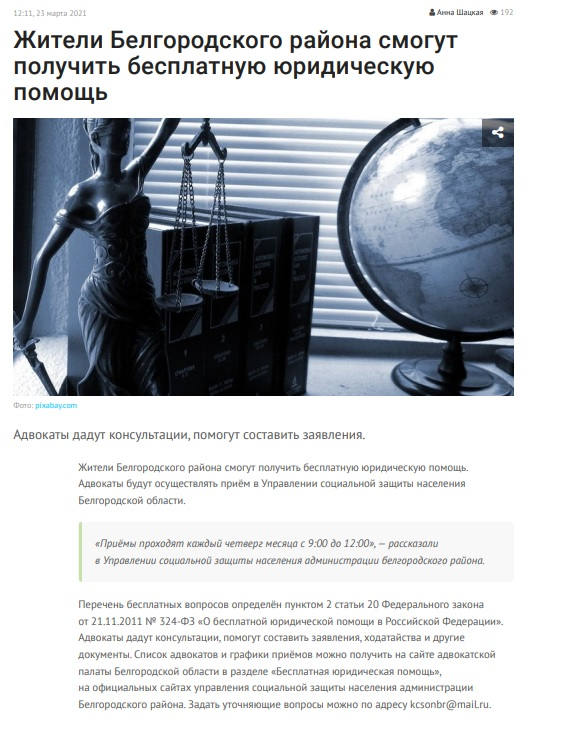 12:11, 23 марта 2021
Анна Шацкая 192
Жители Белгородского района смогут
получить бесплатную юридическую
помощь
Фото: pixabay.com
Адвокаты дадут консультации, помогут составить заявления.
Жители Белгородского района смогут получить бесплатную юридическую помощь.
Адвокаты будут осуществлять приём в Управлении социальной защиты населения
Белгородской области.
«Приёмы проходят каждый четверг месяца с 9:00 до 12:00», — рассказали
в Управлении социальной защиты населения администрации белгородского района.
Перечень бесплатных вопросов определён пунктом 2 статьи 20 Федерального закона
от 21.11.2011 № 324-ФЗ «О бесплатной юридической помощи в Российской Федерации».
Адвокаты дадут консультации, помогут составить заявления, ходатайства и другие
документы. Список адвокатов и графики приёмов можно получить на сайте адвокатской
палаты Белгородской области в разделе «Бесплатная юридическая помощь»,
на официальных сайтах управления социальной защиты населения администрации
Белгородского района. Задать уточняющие вопросы можно по адресу kcsonbr@mail.ru.